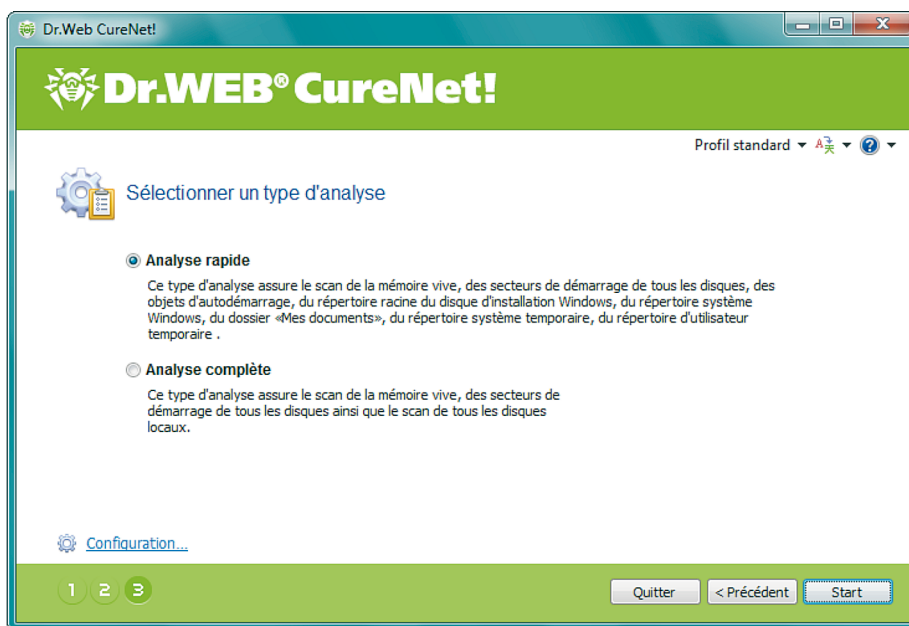 Dr.Web CureNet!
Dr.WEB® CureNet!
Profil standard
Sélectionner un type d'analyse
Analyse rapide
Ce type d'analyse assure le scan de la mémoire vive, des secteurs de démarrage de tous les disques, des
objets d'autodémarrage, du répertoire racine du disque d'installation Windows, du répertoire système
Windows, du dossier «Mes documents», du répertoire système temporaire, du répertoire d'utilisateur
temporaire .
Analyse complète
Ce type d'analyse assure le scan de la mémoire vive, des secteurs de
démarrage de tous les disques ainsi que le scan de tous les disques
locaux.
Configuration...
1 2 3
Quitter
< Précédent
Start